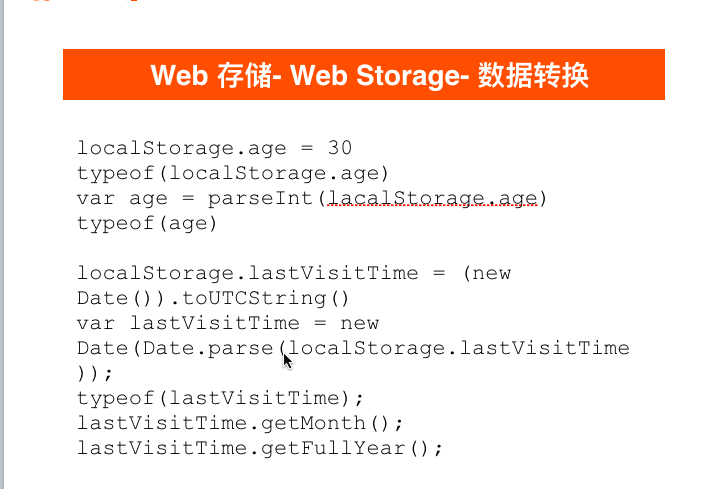 Web 存储- Web Storage- 数据转换
localStorage.age = 30
typeof(localStorage.age)
var age = parseInt(lacalStorage.age)
typeof(age)
localStorage.lastVisitTime = (new
Date()).toUTCString()
var lastVisitTime = new
Date(Date.parse(localStorage.lastVisitTime
));
typeof(lastVisitTime);
lastVisitTime.getMonth();
lastVisitTime.getFullYear();